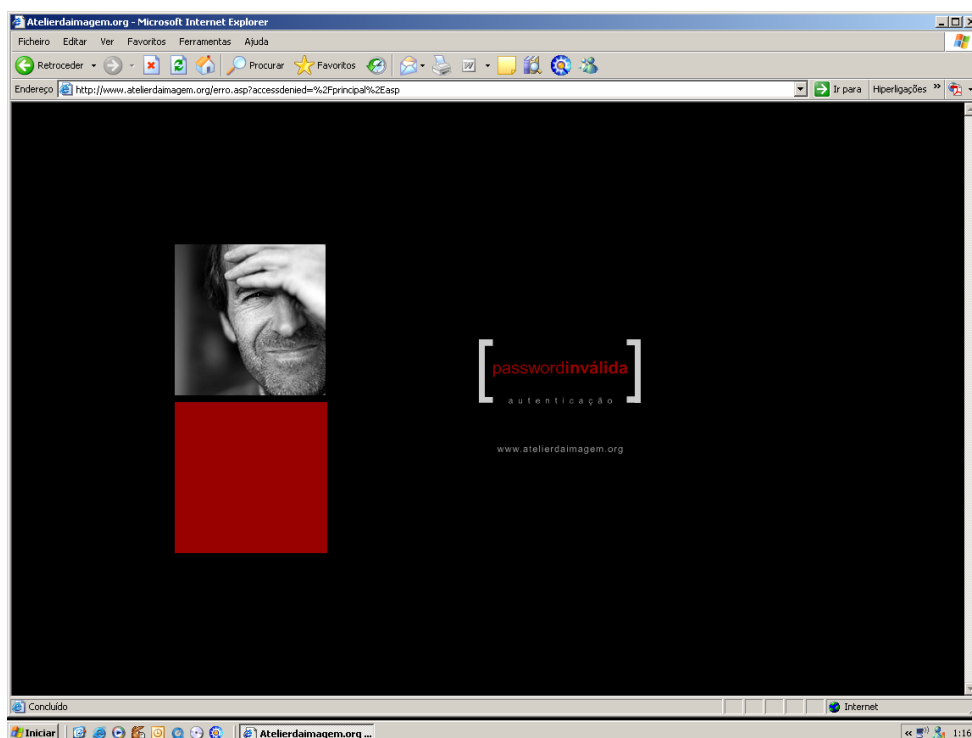 Atelierdaimagem.org - Microsoft Internet Explorer
Ficheiro Editar Ver Favoritos Ferramentas Ajuda
Retroceder Procurar Favoritos
Endereço http://www.atelierdaimagem.org/erro.asp?accessdenied=%2Fprincipal%2Easp Ir para Hiperligações »
[passwordinválida
autenticação]
www.atelierdaimagem.org
Concluído Internet
Iniciar Atelierdaimagem.org ... « 1:16